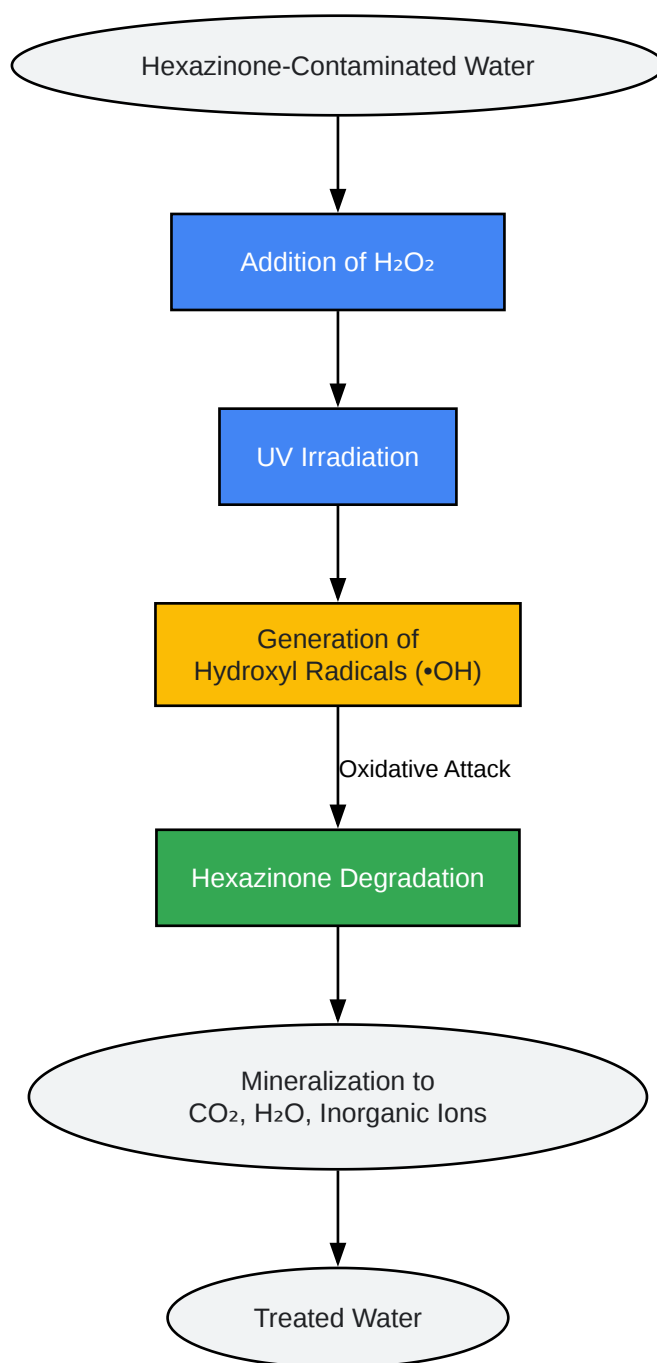 Hexazinone-Contaminated Water
Addition of H₂O₂
UV Irradiation
Generation of
Hydroxyl Radicals (•OH)
Oxidative Attack
Hexazinone Degradation
Mineralization to
CO₂, H₂O, Inorganic Ions
Treated Water